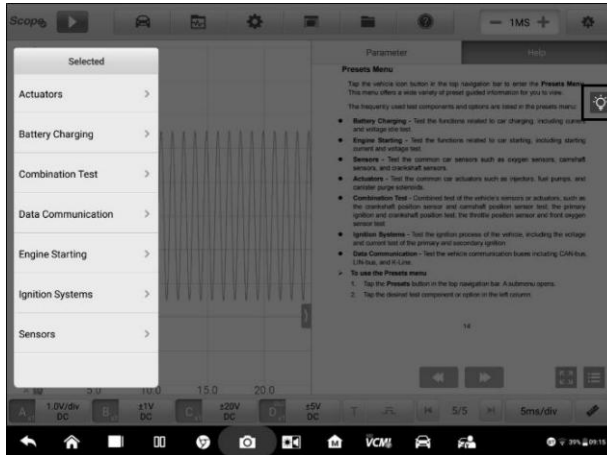 Scope
1MS
Selected
Actuators
Battery Charging
Combination Test
Data Communication
Engine Starting
Ignition Systems
Sensors
Parameter
Help
Presets Menu
Tap the vehicle icon button in the top navigation bar to enter the Presets Menu.
This menu offers a wide variety of preset guided information for you to view.
The frequently used test components and options are listed in the presets menu:
Battery Charging - Test the functions related to car charging, including current
and voltage site test.
Engine Starting - Test the functions related to car starting, including starting
current and voltage test.
Sensors - Test the common car sensors such as oxygen sensors, camshaft
sensors, and crankshaft sensors.
Actuators - Test the common car actuators such as injectors, fuel pumps, and
canister purge solenoids.
Combination Test - Combined test of the vehicle's sensors or actuators, such as
the crankshaft position sensor and camshaft position sensor test, the primary
ignition and crankshaft position test, the throttle position sensor and front oxygen
sensor test.
Ignition Systems - Test the ignition process of the vehicle, including the voltage
and current test of the primary and secondary ignition.
Data Communication - Test the vehicle communication buses including CAN-bus,
LIN-bus, and K-Line.
To use the Presets menu
1. Tap the Presets button in the top navigation bar. A submenu opens.
2. Tap the desired test component or option in the left column.
14
5.0 10.0 15.0 20.0
A 1.0V/div DC B ±1V DC C ±20V DC D ±5V DC T 5/5 5ms/div
VCMI 39% 09:15